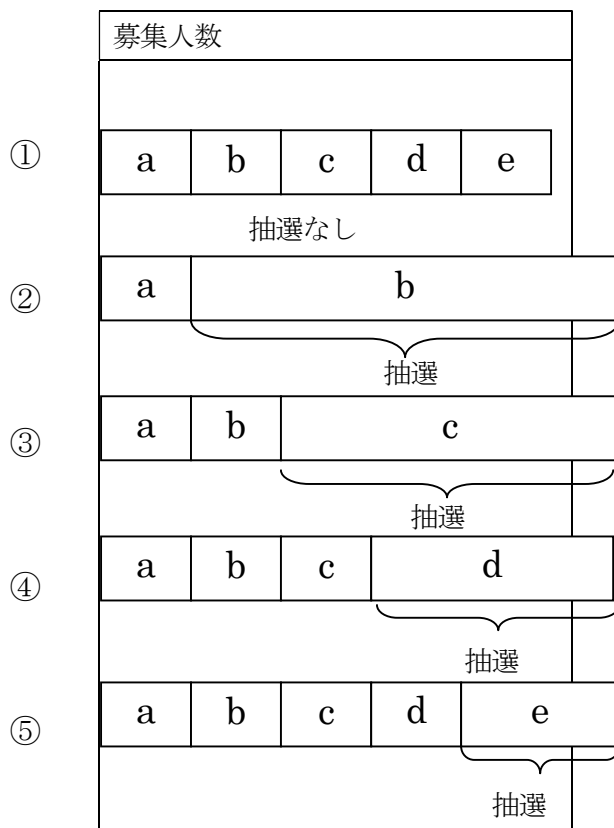 募集人数
① a b c d e
抽選なし
② a b
抽選
③ a b c
抽選
④ a b c d
抽選
⑤ a b c d e
抽選